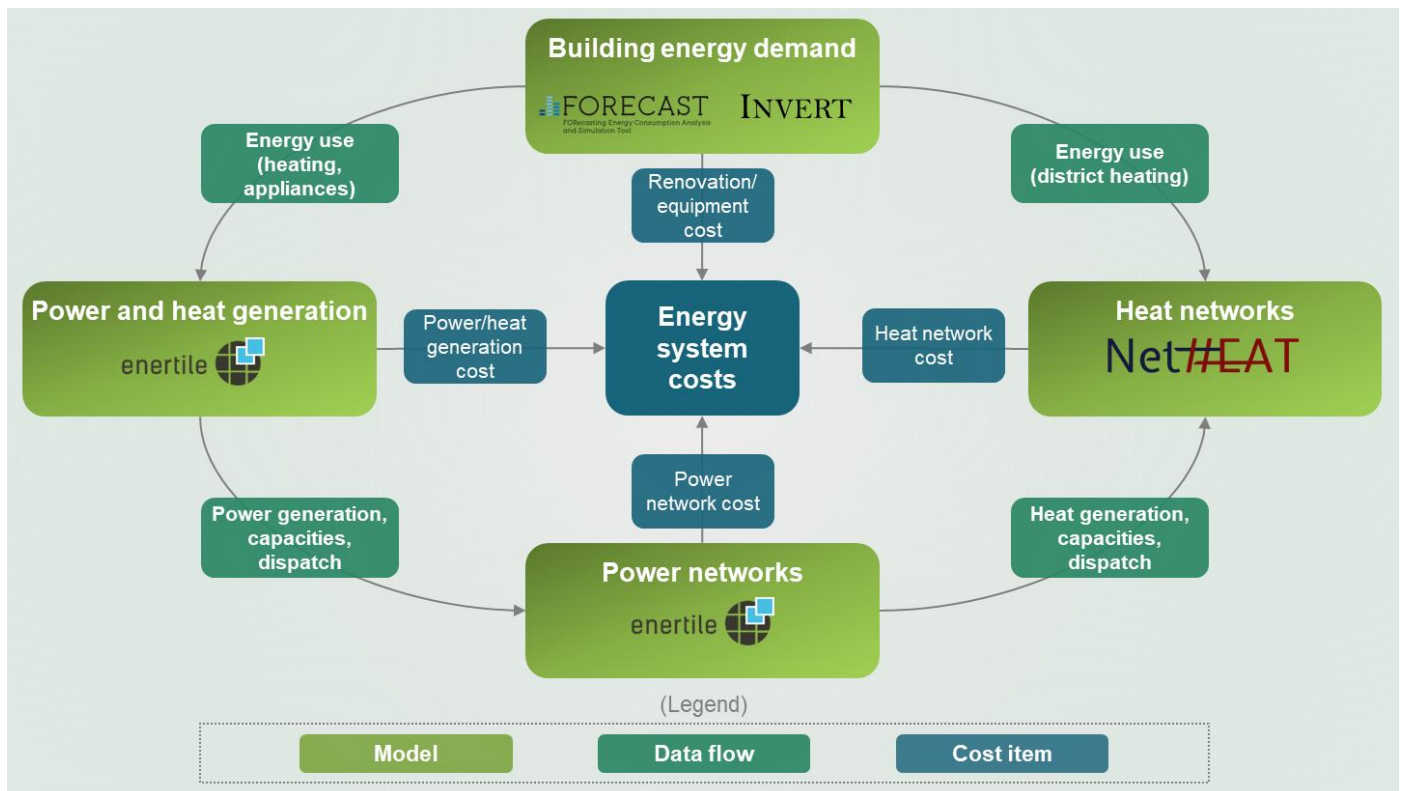 Building energy demand
FORECAST
FORecasting Energy Consumption Analysis
and Simulation Tool
INVERT
Energy use
(heating,
appliances)
Renovation/
equipment
cost
Energy use
(district heating)
Power and heat generation
enertile
Power/heat
generation
cost
Energy
system
costs
Heat network
cost
Heat networks
Net#EAT
Power generation,
capacities,
dispatch
Power
network cost
Heat generation,
capacities,
dispatch
Power networks
enertile
(Legend)
Model
Data flow
Cost item